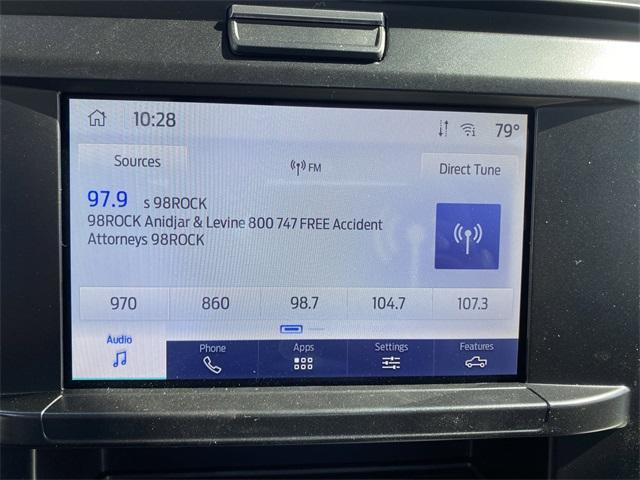 10:28
79°
Sources
FM
Direct Tune
97.9 s 98ROCK
98ROCK Anidjar & Levine 800 747 FREE Accident
Attorneys 98ROCK
970 860 98.7 104.7 107.3
Audio Phone Apps Settings Features